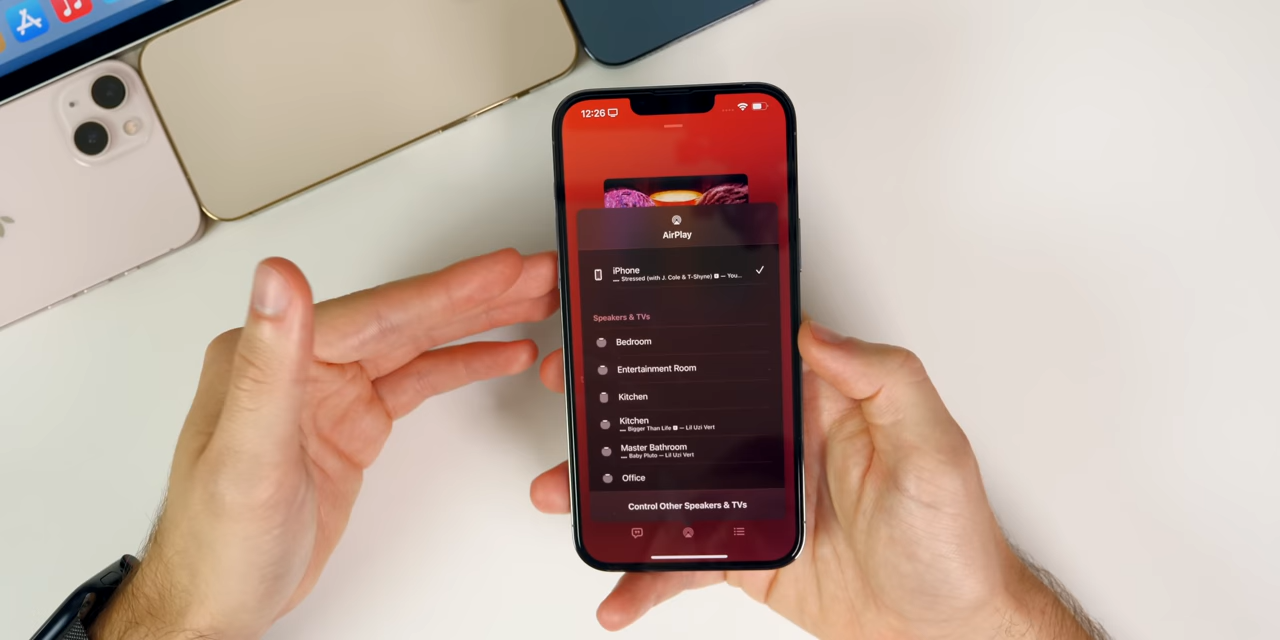 12:26
AirPlay
iPhone
Stressed (with J. Cole & T-Shyne) E — You...
Speakers & TVs
Bedroom
Entertainment Room
Kitchen
Kitchen
Bigger Than Life E — Lil Uzi Vert
Master Bathroom
Baby Pluto — Lil Uzi Vert
Office
Control Other Speakers & TVs